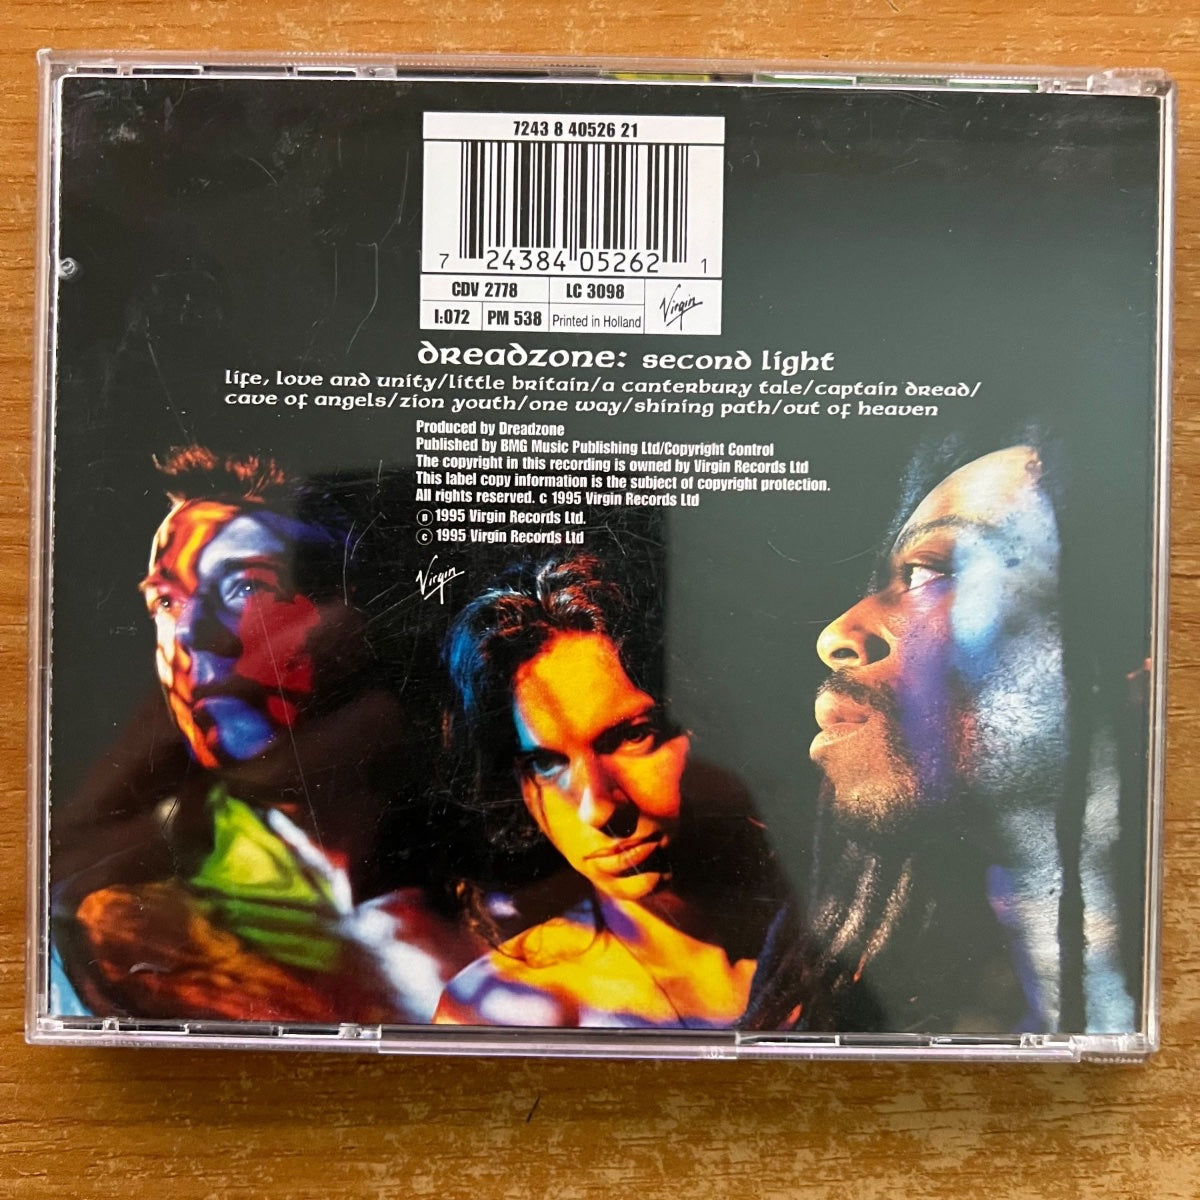 7243 8 40526 21
7 24384 05262 1
CDV 2778 LC 3098
I:072 PM 538 Printed in Holland Virgin
dreadzone: second light
life, love and unity/little britain/a canterbury tale/captain dread/
cave of angels/zion youth/one way/shining path/out of heaven
Produced by Dreadzone
Published by BMG Music Publishing Ltd/Copyright Control
The copyright in this recording is owned by Virgin Records Ltd
This label copy information is the subject of copyright protection.
All rights reserved. c 1995 Virgin Records Ltd
℗ 1995 Virgin Records Ltd.
© 1995 Virgin Records Ltd
Virgin